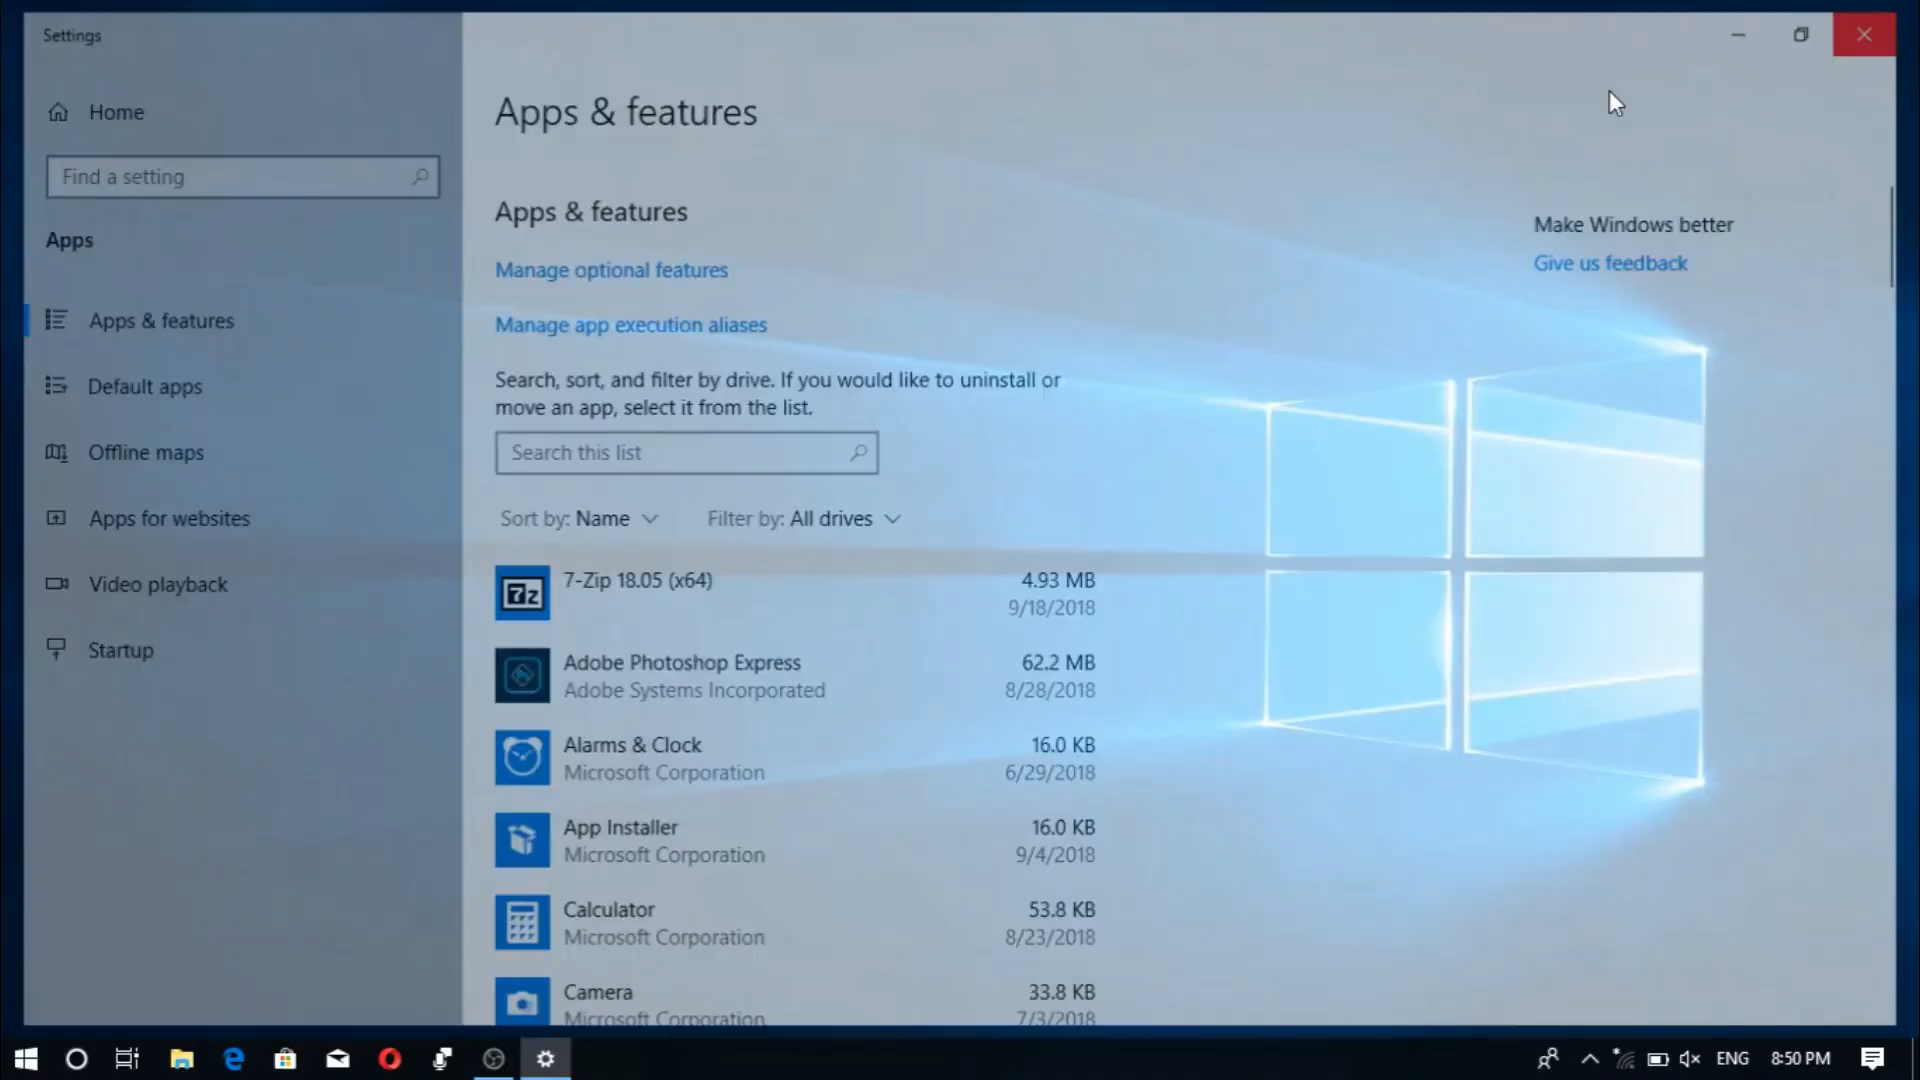 Settings
Home
Find a setting
Apps
Apps & features
Default apps
Offline maps
Apps for websites
Video playback
Startup
Apps & features
Apps & features
Manage optional features
Manage app execution aliases
Search, sort, and filter by drive. If you would like to uninstall or
move an app, select it from the list.
Search this list
Sort by: Name Filter by: All drives
7-Zip 18.05 (x64) 4.93 MB
9/18/2018
Adobe Photoshop Express 62.2 MB
Adobe Systems Incorporated 8/28/2018
Alarms & Clock 16.0 KB
Microsoft Corporation 6/29/2018
App Installer 16.0 KB
Microsoft Corporation 9/4/2018
Calculator 53.8 KB
Microsoft Corporation 8/23/2018
Camera 33.8 KB
Microsoft Corporation 7/3/2018
Make Windows better
Give us feedback
ENG 8:50 PM